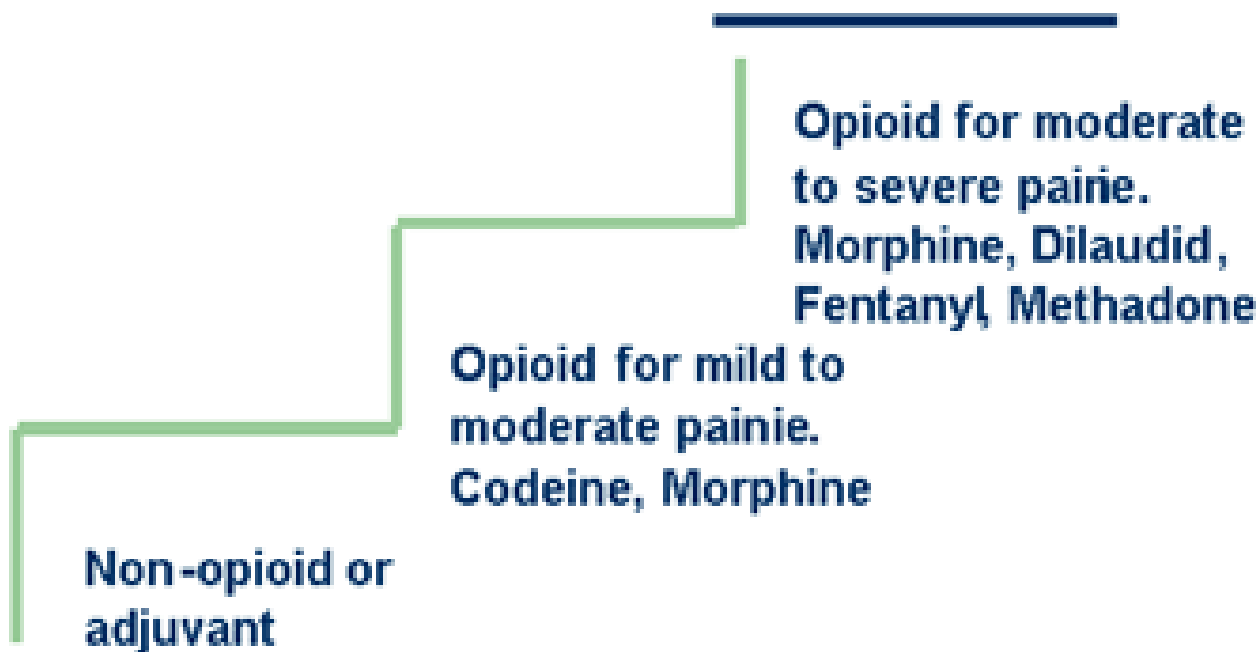 Opioid for moderate
to severe paine.
Morphine, Dilaudid,
Fentanyl, Methadone
Opioid for mild to
moderate painie.
Codeine, Morphine
Non-opioid or
adjuvant